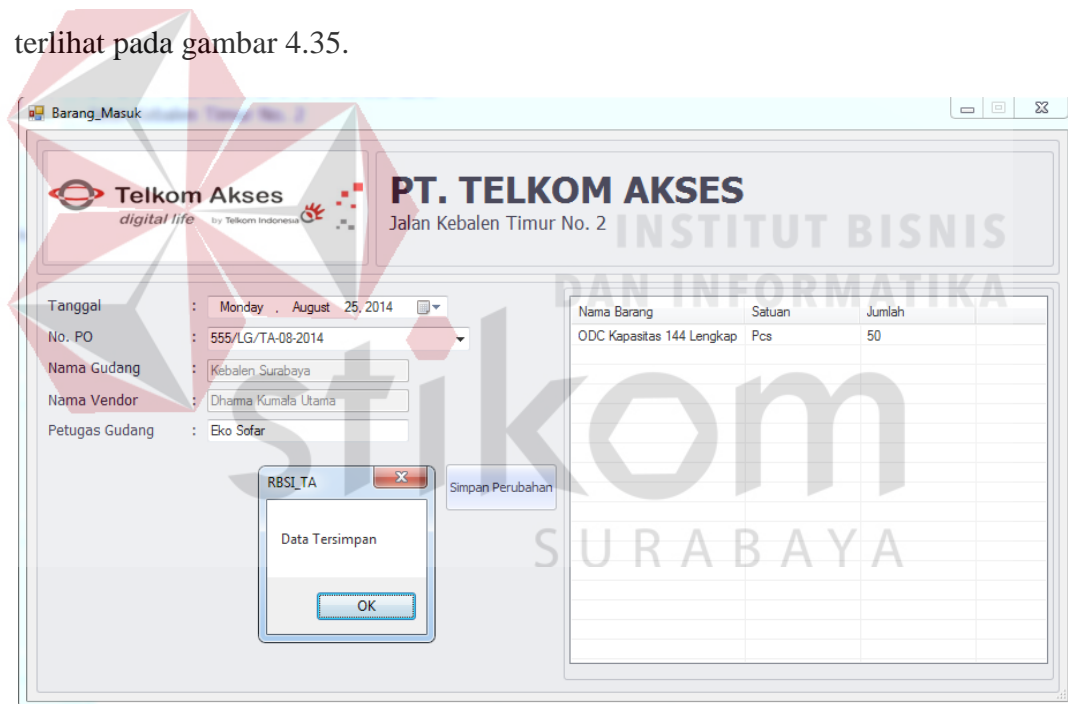 terlihat pada gambar 4.35.
Barang_Masuk
Telkom Akses
digital life by Telkom Indonesia
PT. TELKOM AKSES
Jalan Kebalen Timur No. 2
INSTITUT BISNIS
DAN INFORMATIKA
Tanggal : Monday , August 25, 2014
No. PO : 555/LG/TA-08-2014
Nama Gudang : Kebalen Surabaya
Nama Vendor : Dharma Kumala Utama
Petugas Gudang : Eko Sofar
Nama Barang Satuan Jumlah
ODC Kapasitas 144 Lengkap Pcs 50
stikom
SURABAYA
RBSI_TA
Data Tersimpan
OK
Simpan Perubahan